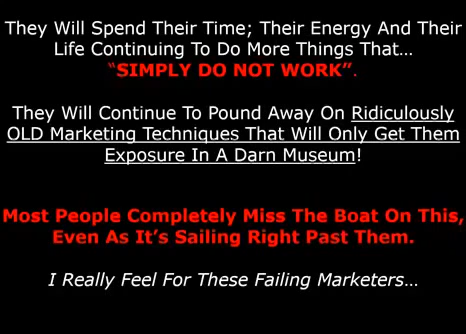 They Will Spend Their Time; Their Energy And Their
Life Continuing To Do More Things That…
“SIMPLY DO NOT WORK”.
They Will Continue To Pound Away On Ridiculously
OLD Marketing Techniques That Will Only Get Them
Exposure In A Darn Museum!
Most People Completely Miss The Boat On This,
Even As It’s Sailing Right Past Them.
I Really Feel For These Failing Marketers…